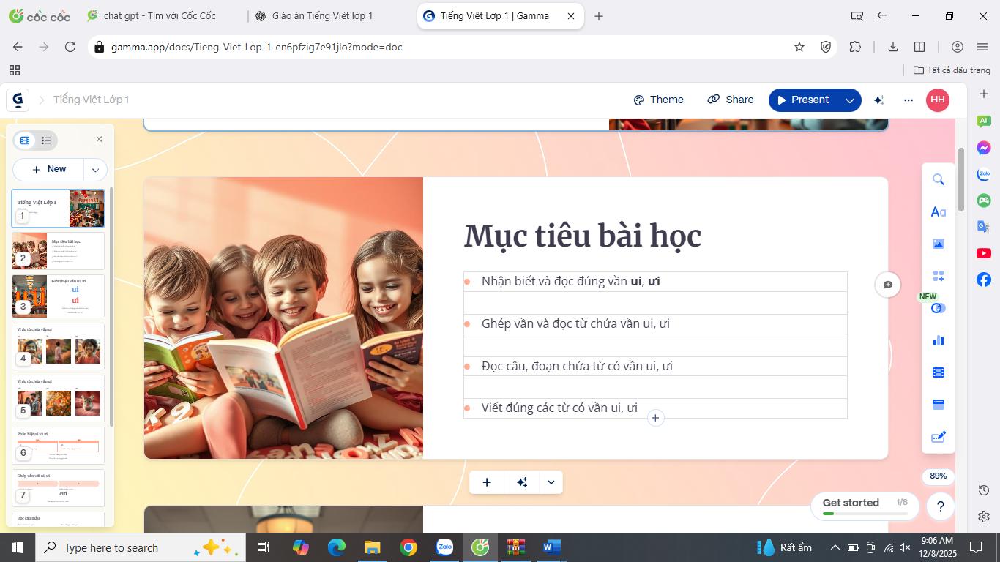 cốc cốc
chat gpt - Tìm với Cốc Cốc
Giáo án Tiếng Việt lớp 1
Tiếng Việt Lớp 1 | Gamma
gamma.app/docs/Tieng-Viet-Lop-1-en6pfzig7e91jlo?mode=doc
Tất cả dấu trang
Tiếng Việt Lớp 1
Theme
Share
Present
HH
New
Tiếng Việt Lớp 1
1
Mục tiêu bài học
2
Giới thiệu vần ui, ưi
ui
ưi
3
Ví dụ từ chứa vần ui
4
Ví dụ từ chứa vần ưi
5
Phân biệt ui và ưi
6
Ghép vần với ui, ưi
cưi
7
Đọc câu mẫu
Mục tiêu bài học
Nhận biết và đọc đúng vần ui, ưi
Ghép vần và đọc từ chứa vần ui, ưi
Đọc câu, đoạn chứa từ có vần ui, ưi
Viết đúng các từ có vần ui, ưi
Aa
NEW
89%
Get started
1/8
?
AI
Zalo
Type here to search
Zalo
Rất ẩm
9:06 AM
12/8/2025